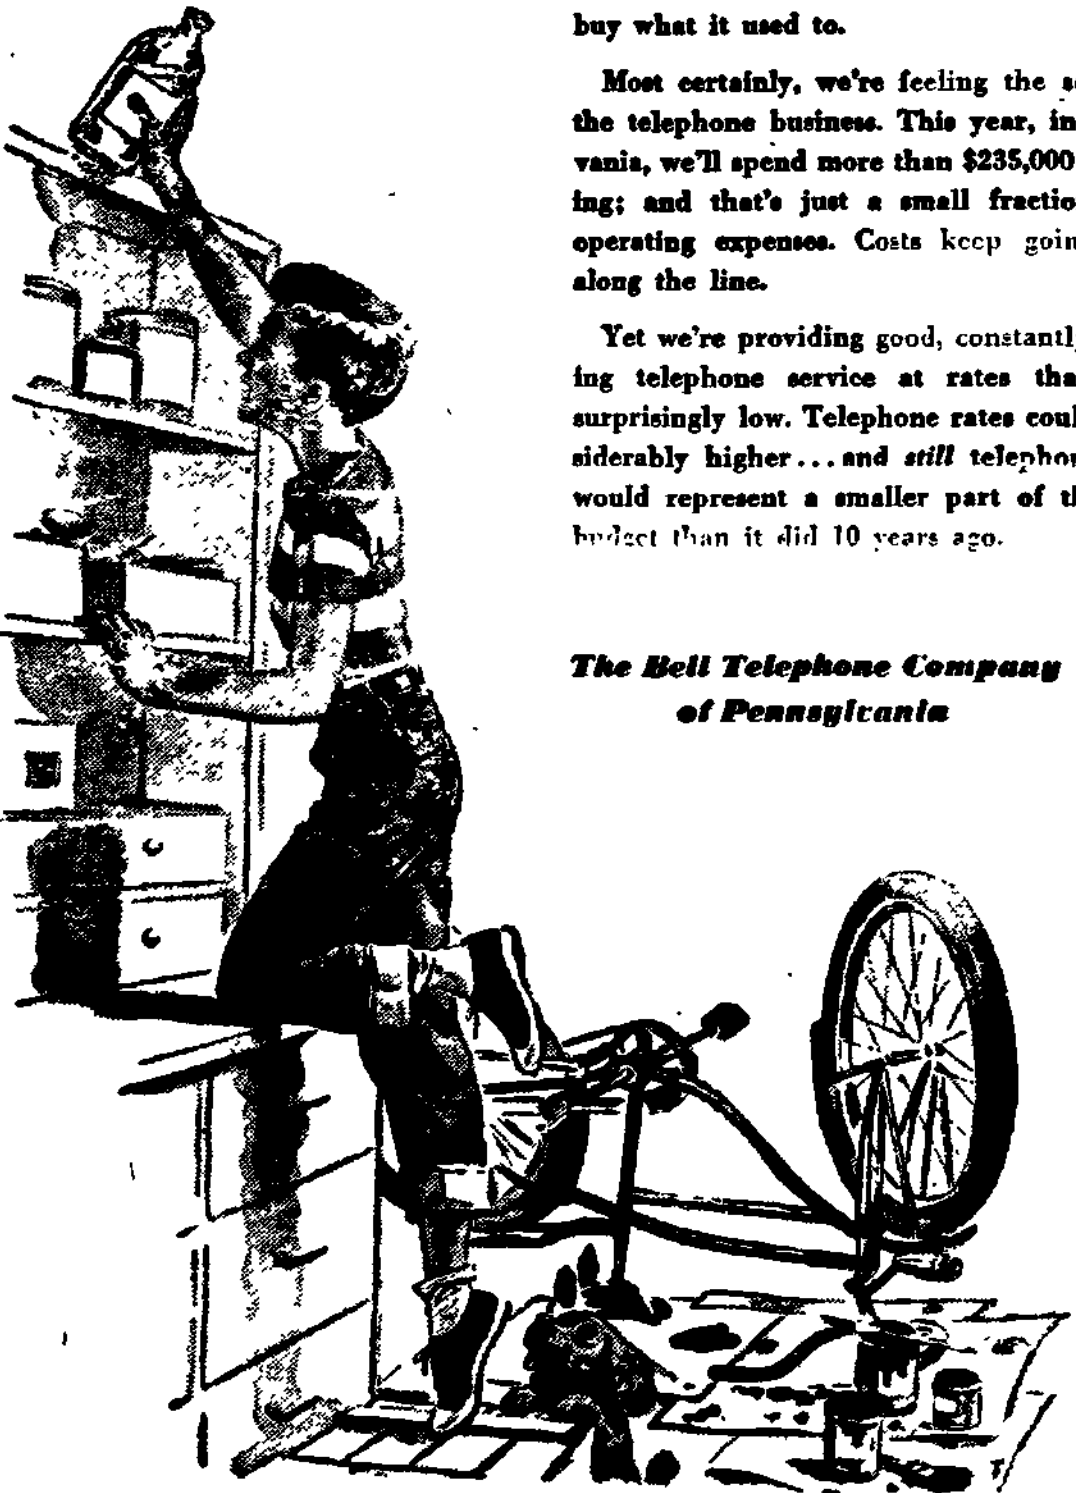 buy what it used to.
Most certainly, we're feeling the
the telephone business. This year, in
vania, we'll spend more than $235,000
ing; and that's just a small fractio
operating expenses. Costs keep goin
along the line.
Yet we're providing good, constantl
ing telephone service at rates tha
surprisingly low. Telephone rates coul
siderably higher...and still telephon
would represent a smaller part of th
budget than it did 10 years ago.
The Bell Telephone Company
of Pennsylvania